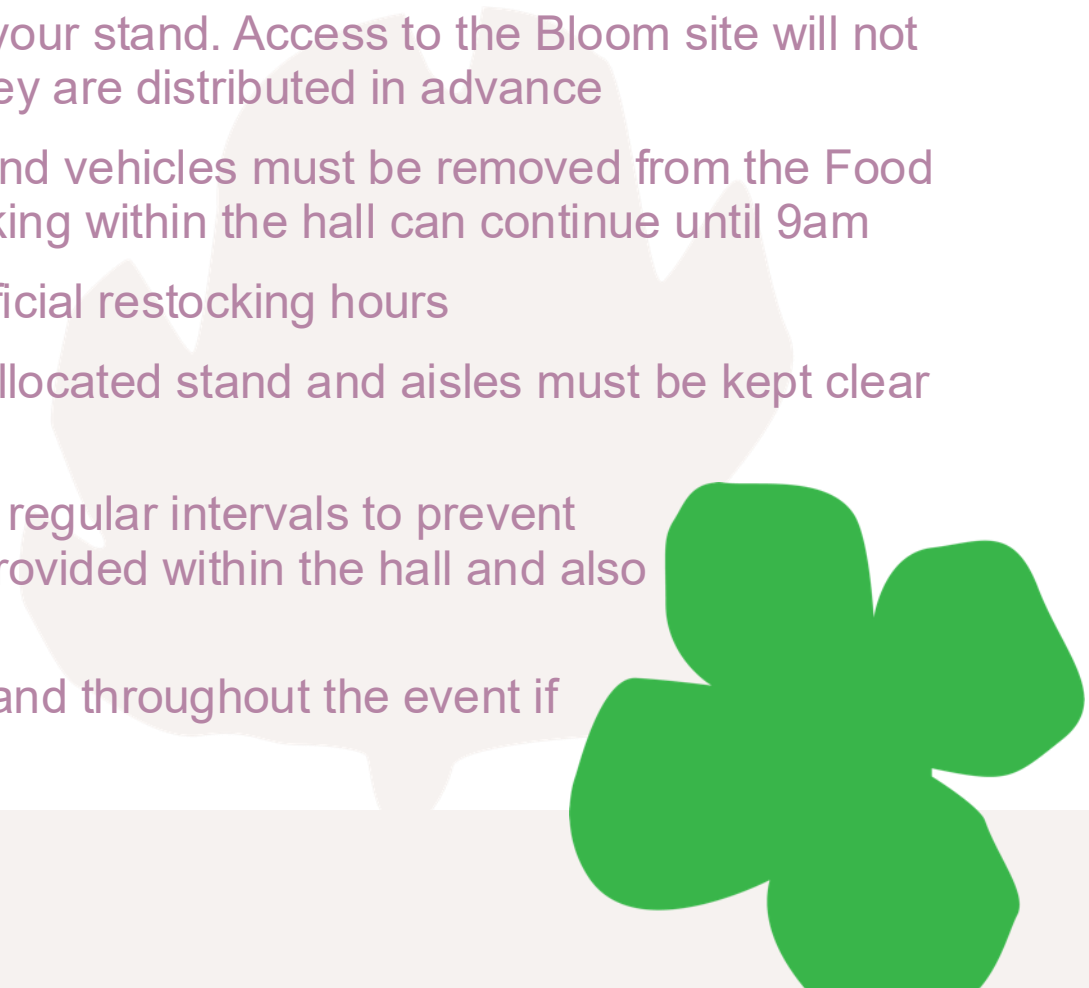 your stand. Access to the Bloom site will not
ey are distributed in advance
nd vehicles must be removed from the Food
king within the hall can continue until 9am
ficial restocking hours
llocated stand and aisles must be kept clear
regular intervals to prevent
rovided within the hall and also
and throughout the event if